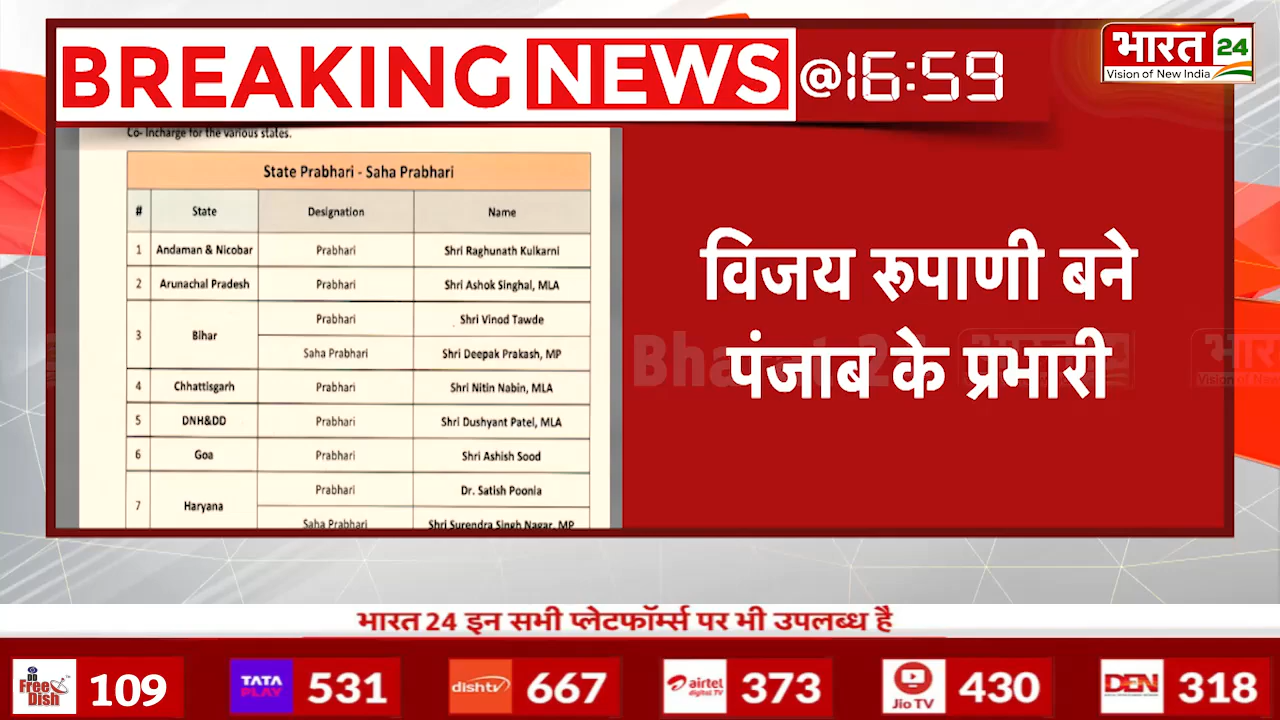 BREAKING NEWS @16:59
भारत 24
Vision of New India
Co- Incharge for the various states.
State Prabhari - Saha Prabhari
# State Designation Name
1 Andaman & Nicobar Prabhari Shri Raghunath Kulkarni
2 Arunachal Pradesh Prabhari Shri Ashok Singhal, MLA
3 Bihar Prabhari Shri Vinod Tawde
Saha Prabhari Shri Deepak Prakash, MP
4 Chhattisgarh Prabhari Shri Nitin Nabin, MLA
5 DNH&DD Prabhari Shri Dushyant Patel, MLA
6 Goa Prabhari Shri Ashish Sood
7 Haryana Prabhari Dr. Satish Poonia
Saha Prabhari Shri Surendra Singh Nagar, MP
विजय रूपाणी बने
पंजाब के प्रभारी
Bharat 24
भारत 24 इन सभी प्लेटफॉर्म्स पर भी उपलब्ध है
DD Free Dish 109
TATA PLAY 531
dishtv 667
airtel digital TV 373
Jio TV 430
DEN 318